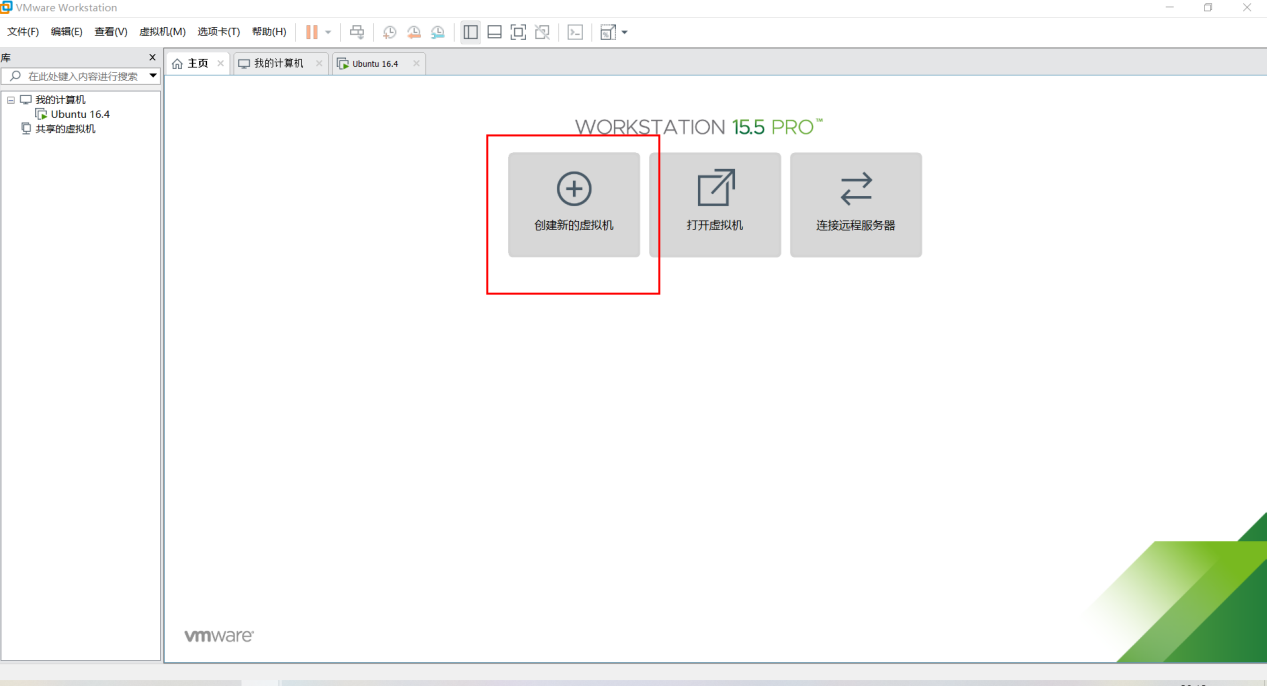 VMware Workstation
文件(F) 编辑(E) 查看(V) 虚拟机(M) 选项卡(T) 帮助(H)
库
在此处键入内容进行搜索
我的计算机
Ubuntu 16.4
共享的虚拟机
主页
我的计算机
Ubuntu 16.4
WORKSTATION 15.5 PRO™
创建新的虚拟机
打开虚拟机
连接远程服务器
vmware®